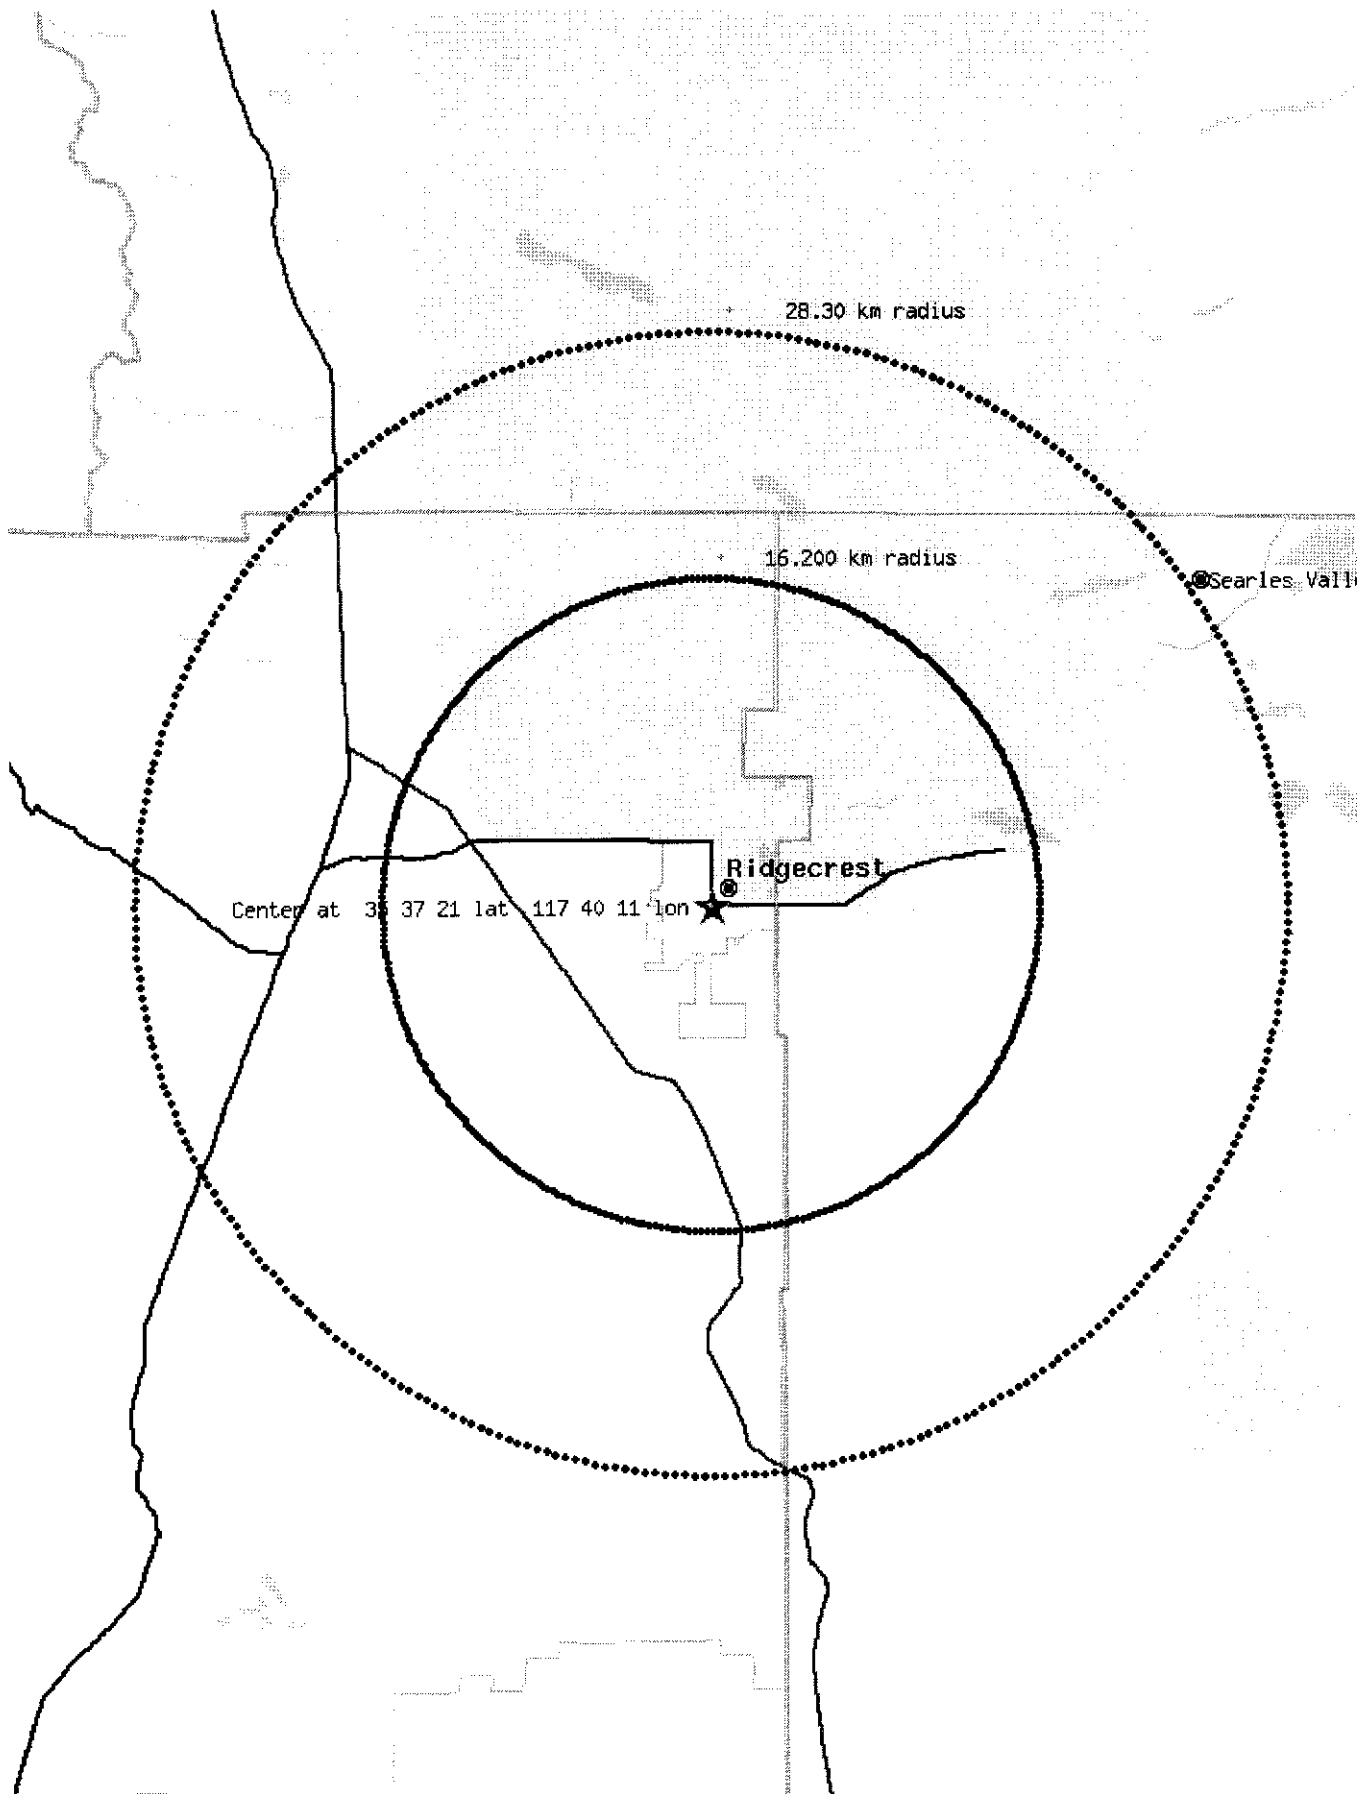 28.30 km radius
16.200 km radius
Searles Vall
Ridgecrest
Center at 35 37 21 lat 117 40 11 lon